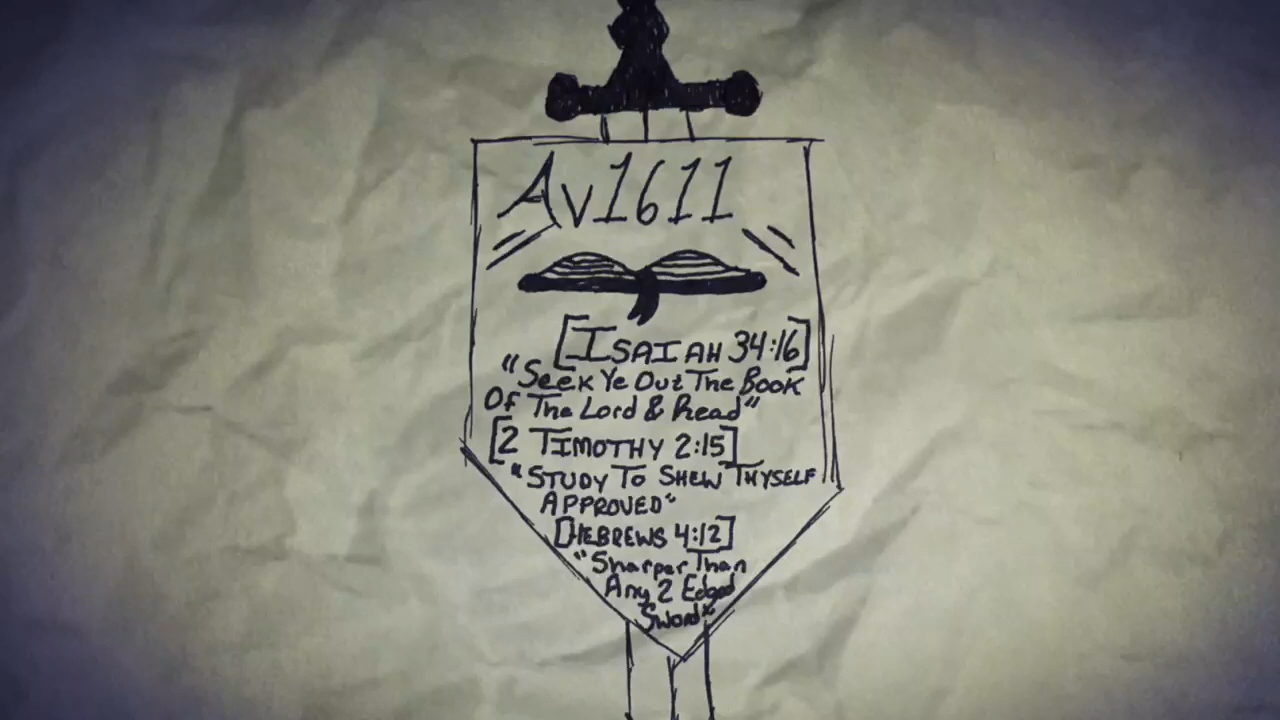 Av1611
[ISAIAH 34:16]
"Seek Ye Out The Book
Of The Lord & Read"
[2 TIMOTHY 2:15]
"STUDY TO SHEW THYSELF
APPROVED"
[HEBREWS 4:12]
"Sharper Than
Any 2 Edged
Sword"